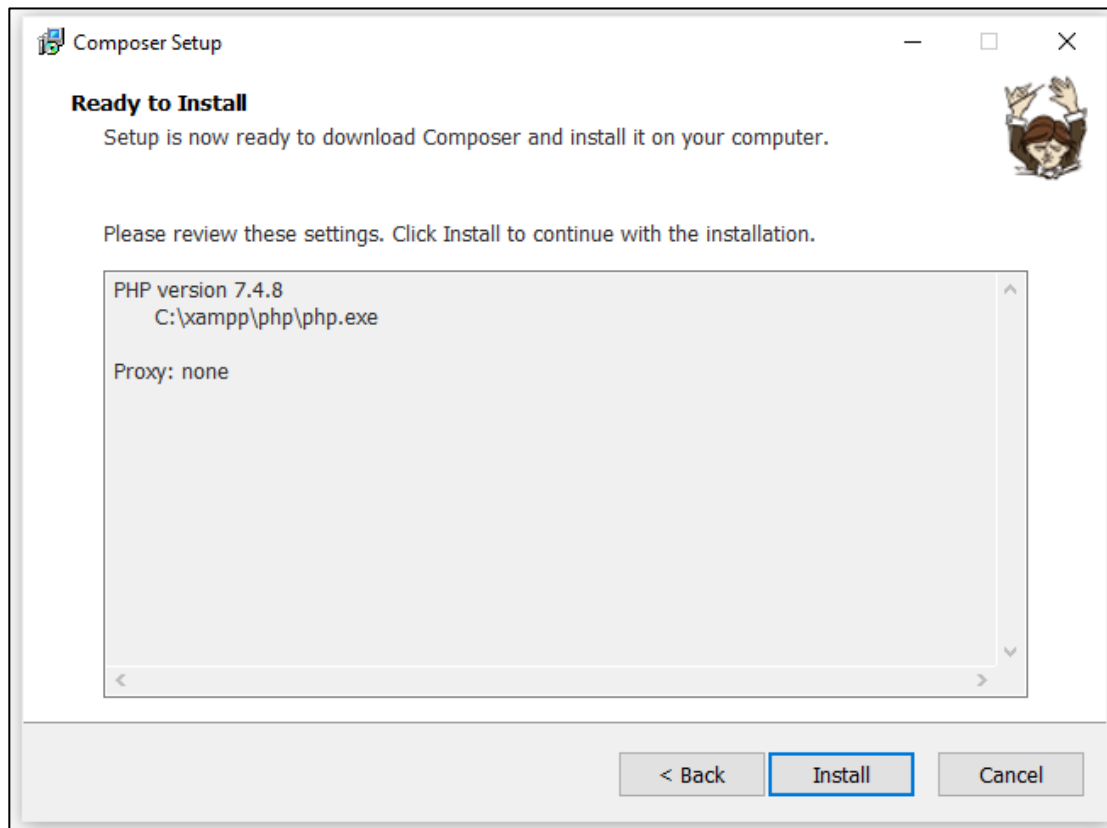 Composer Setup
Ready to Install
Setup is now ready to download Composer and install it on your computer.
Please review these settings. Click Install to continue with the installation.
PHP version 7.4.8
C:\xampp\php\php.exe
Proxy: none
< Back
Install
Cancel